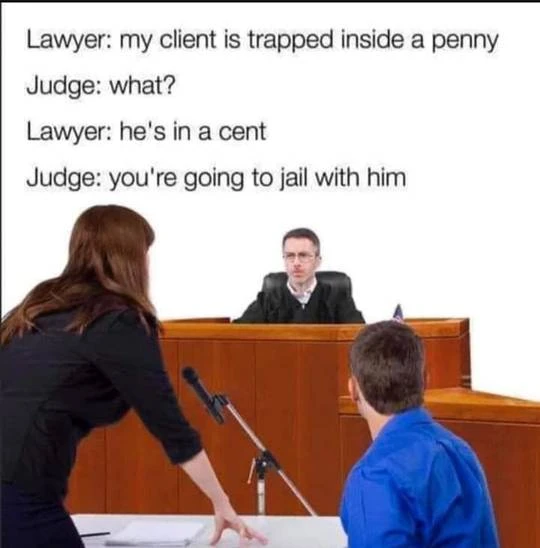 Lawyer: my client is trapped inside a penny
Judge: what?
Lawyer: he's in a cent
Judge: you're going to jail with him